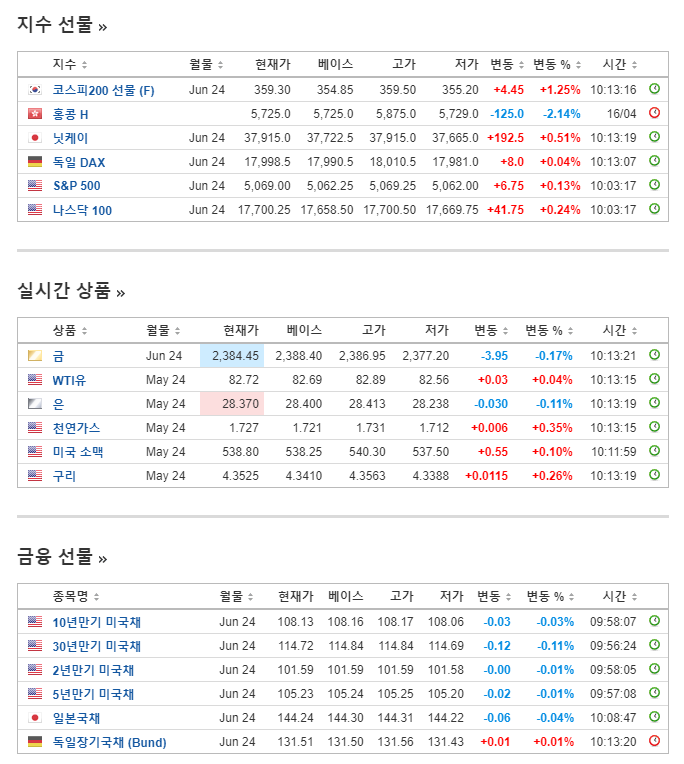 지수 선물 »
지수 월물 현재가 베이스 고가 저가 변동 변동 % 시간
코스피200 선물 (F) Jun 24 359.30 354.85 359.50 355.20 +4.45 +1.25% 10:13:16
홍콩 H 5,725.0 5,725.0 5,875.0 5,729.0 -125.0 -2.14% 16/04
닛케이 Jun 24 37,915.0 37,722.5 37,915.0 37,665.0 +192.5 +0.51% 10:13:19
독일 DAX Jun 24 17,998.5 17,990.5 18,010.5 17,981.0 +8.0 +0.04% 10:13:07
S&P 500 Jun 24 5,069.00 5,062.25 5,069.25 5,062.00 +6.75 +0.13% 10:03:17
나스닥 100 Jun 24 17,700.25 17,658.50 17,700.50 17,669.75 +41.75 +0.24% 10:03:17
실시간 상품 »
상품 월물 현재가 베이스 고가 저가 변동 변동 % 시간
금 Jun 24 2,384.45 2,388.40 2,386.95 2,377.20 -3.95 -0.17% 10:13:21
WTI유 May 24 82.72 82.69 82.89 82.56 +0.03 +0.04% 10:13:15
은 May 24 28.370 28.400 28.413 28.238 -0.030 -0.11% 10:13:19
천연가스 May 24 1.727 1.721 1.731 1.712 +0.006 +0.35% 10:13:15
미국 소맥 May 24 538.80 538.25 540.30 537.50 +0.55 +0.10% 10:11:59
구리 May 24 4.3525 4.3410 4.3563 4.3388 +0.0115 +0.26% 10:13:19
금융 선물 »
종목명 월물 현재가 베이스 고가 저가 변동 변동 % 시간
10년만기 미국채 Jun 24 108.13 108.16 108.17 108.06 -0.03 -0.03% 09:58:07
30년만기 미국채 Jun 24 114.72 114.84 114.84 114.69 -0.12 -0.11% 09:56:24
2년만기 미국채 Jun 24 101.59 101.59 101.59 101.58 -0.00 -0.01% 09:58:05
5년만기 미국채 Jun 24 105.23 105.24 105.25 105.20 -0.02 -0.01% 09:57:08
일본국채 Jun 24 144.24 144.30 144.31 144.22 -0.06 -0.04% 10:08:47
독일장기국채 (Bund) Jun 24 131.51 131.50 131.56 131.43 +0.01 +0.01% 10:13:20